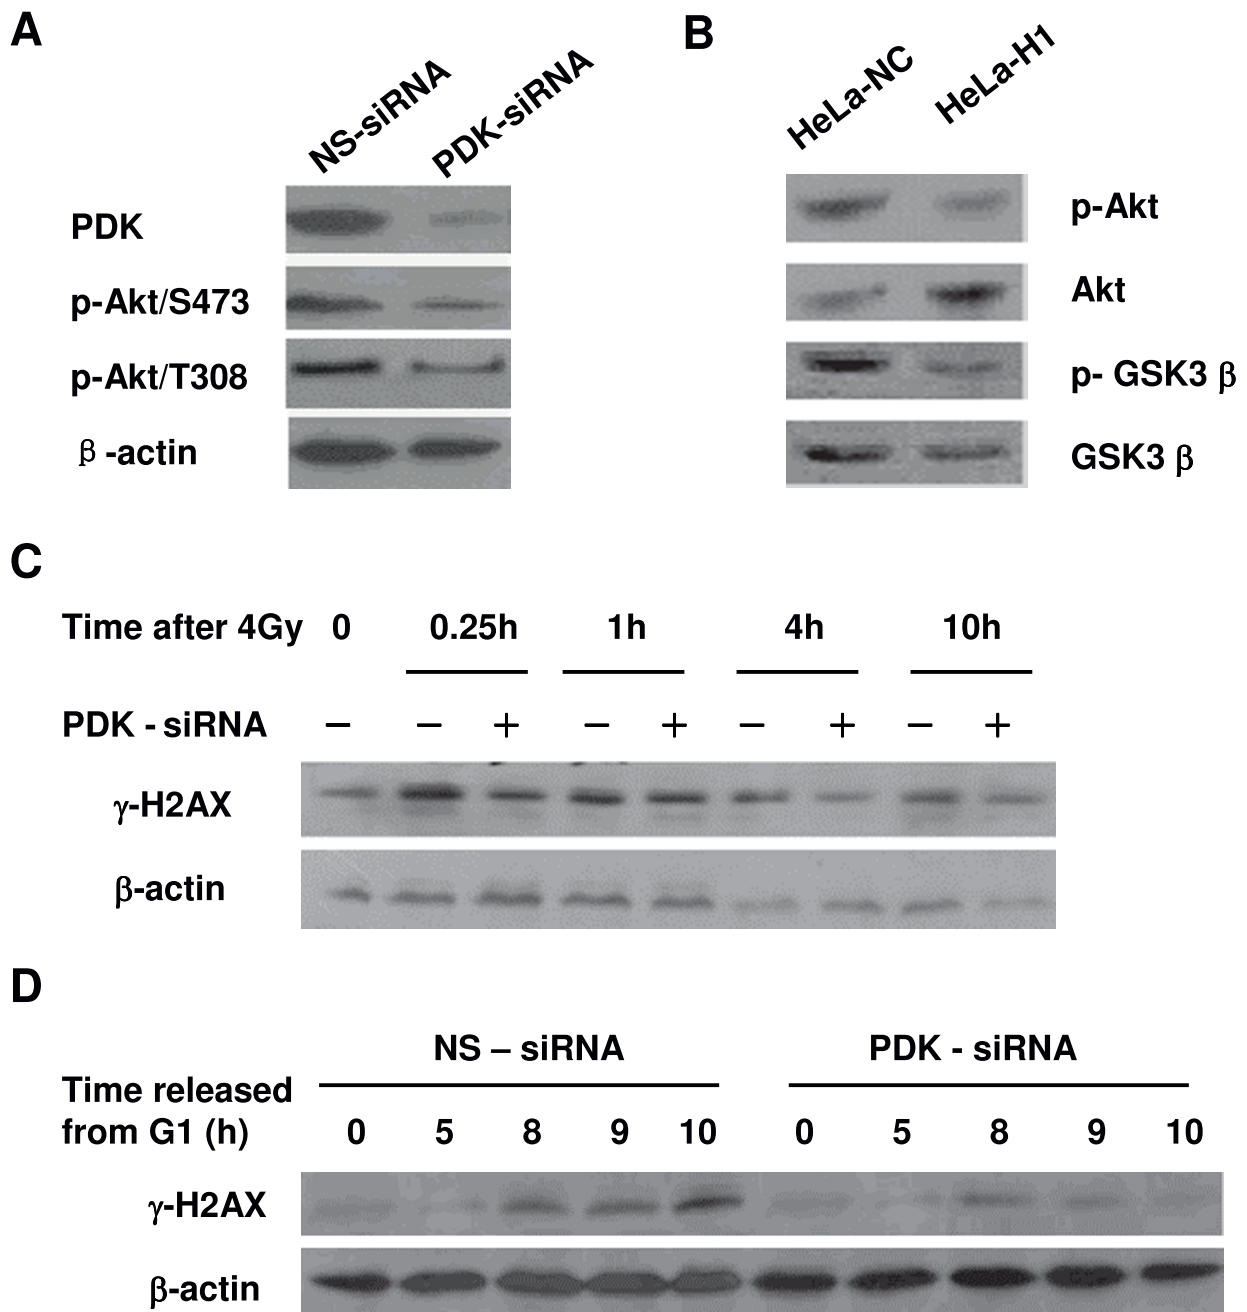 A
B
NS-siRNA PDK-siRNA
HeLa-NC HeLa-H1
PDK
p-Akt/S473
p-Akt/T308
β -actin
p-Akt
Akt
p- GSK3 β
GSK3 β
C
Time after 4Gy 0 0.25h 1h 4h 10h
PDK - siRNA − − + − + − + − +
γ-H2AX
β-actin
D
NS – siRNA PDK - siRNA
Time released
from G1 (h) 0 5 8 9 10 0 5 8 9 10
γ-H2AX
β-actin